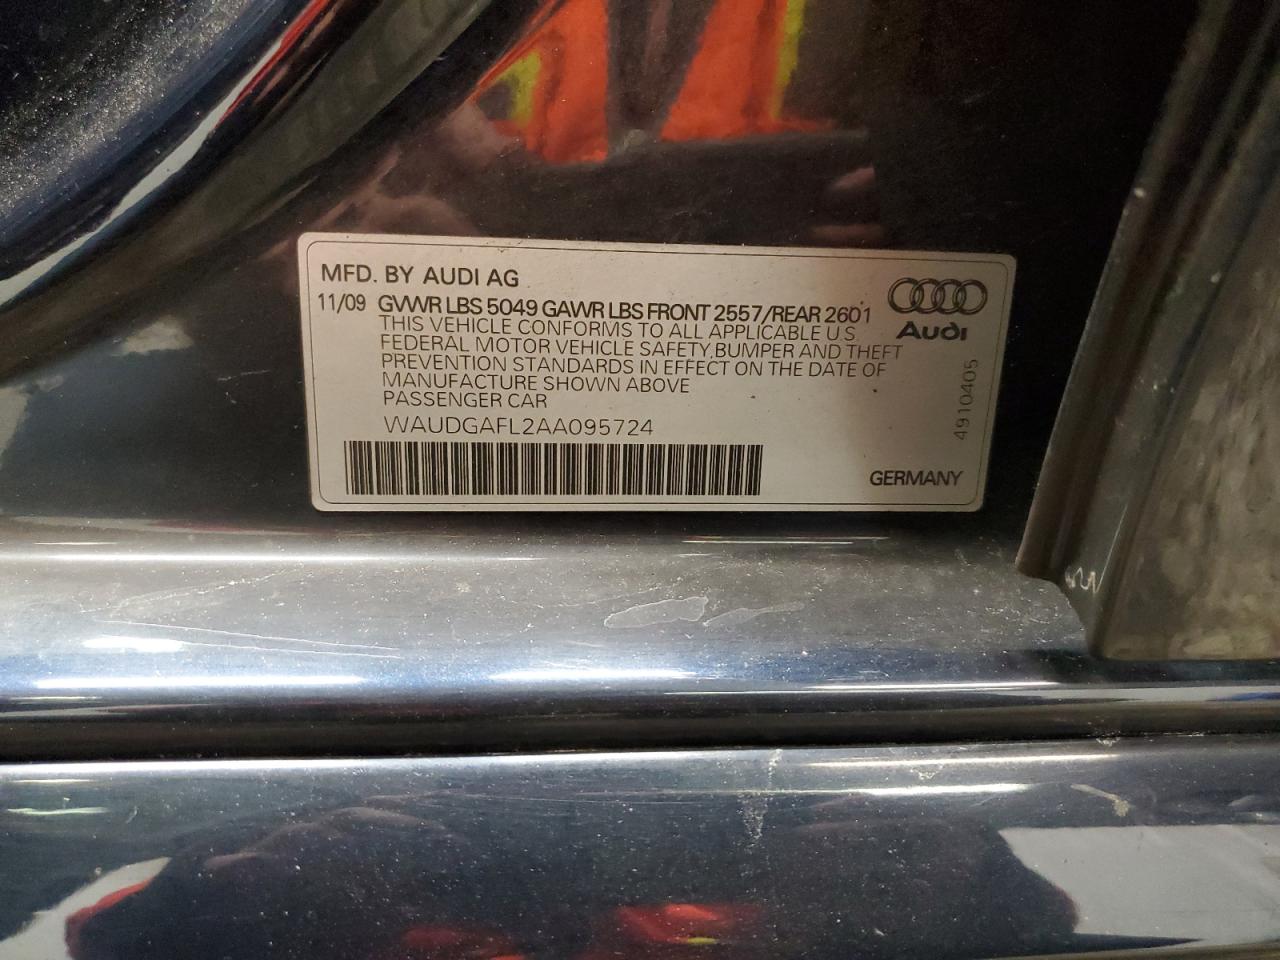 MFD. BY AUDI AG
11/09 GVWR LBS 5049 GAWR LBS FRONT 2557/REAR 2601
THIS VEHICLE CONFORMS TO ALL APPLICABLE U.S.
FEDERAL MOTOR VEHICLE SAFETY, BUMPER AND THEFT
PREVENTION STANDARDS IN EFFECT ON THE DATE OF
MANUFACTURE SHOWN ABOVE
PASSENGER CAR
WAUDGAFL2AA095724
Audi
4910405
GERMANY